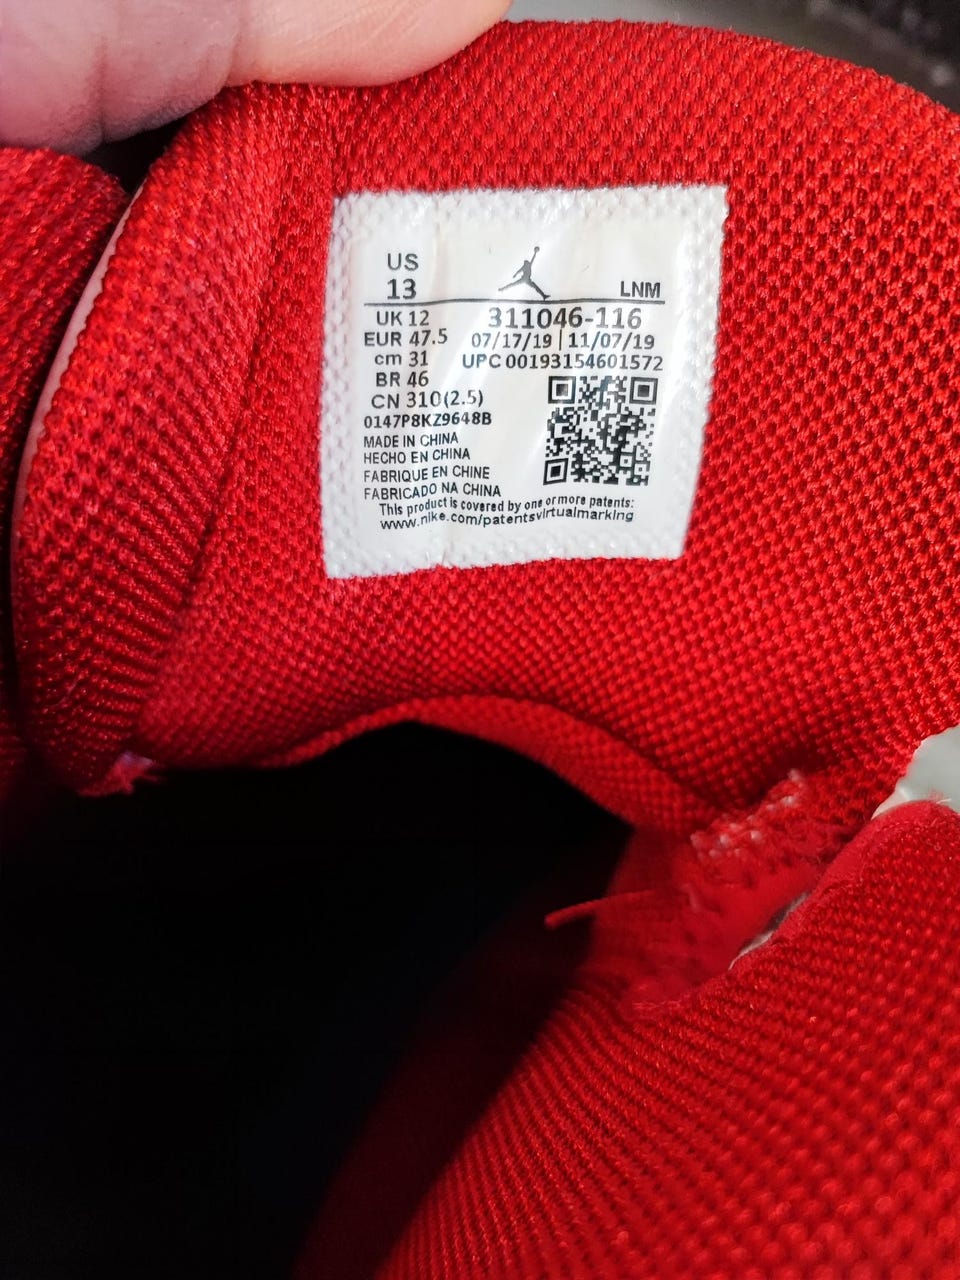 US
13 LNM
UK 12 311046-116
EUR 47.5 07/17/19 | 11/07/19
cm 31 UPC 00193154601572
BR 46
CN 310(2.5)
0147P8KZ9648B
MADE IN CHINA
HECHO EN CHINA
FABRIQUE EN CHINE
FABRICADO NA CHINA
This product is covered by one or more patents:
www.nike.com/patentsvirtualmarking